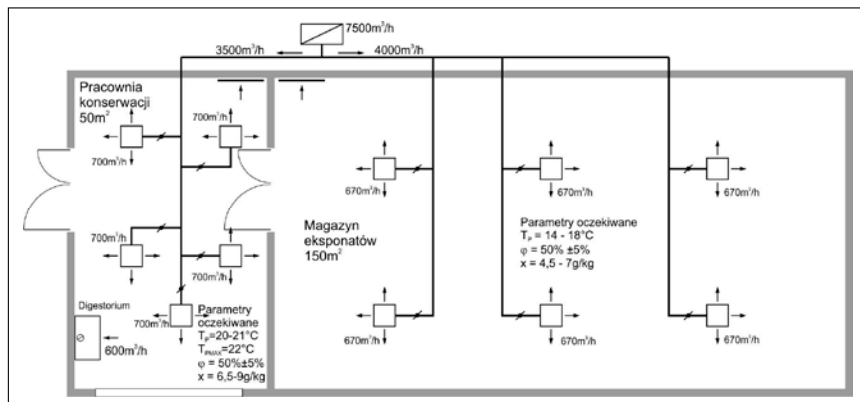 7500m³/h
3500m³/h
4000m³/h
Pracownia
konserwacji
50m²
700m³/h
700m³/h
670m³/h
670m³/h
670m³/h
Magazyn
eksponatów
150m²
Parametry oczekiwane
Tₚ = 14 - 18°C
φ = 50% ±5%
x = 4,5 - 7g/kg
700m³/h
700m³/h
Digestorium
600m³/h
700m³/h
Parametry
oczekiwane
Tₚ=20-21°C
Tₚₘₐₓ=22°C
φ = 50%±5%
x = 6,5-9g/kg
670m³/h
670m³/h
670m³/h